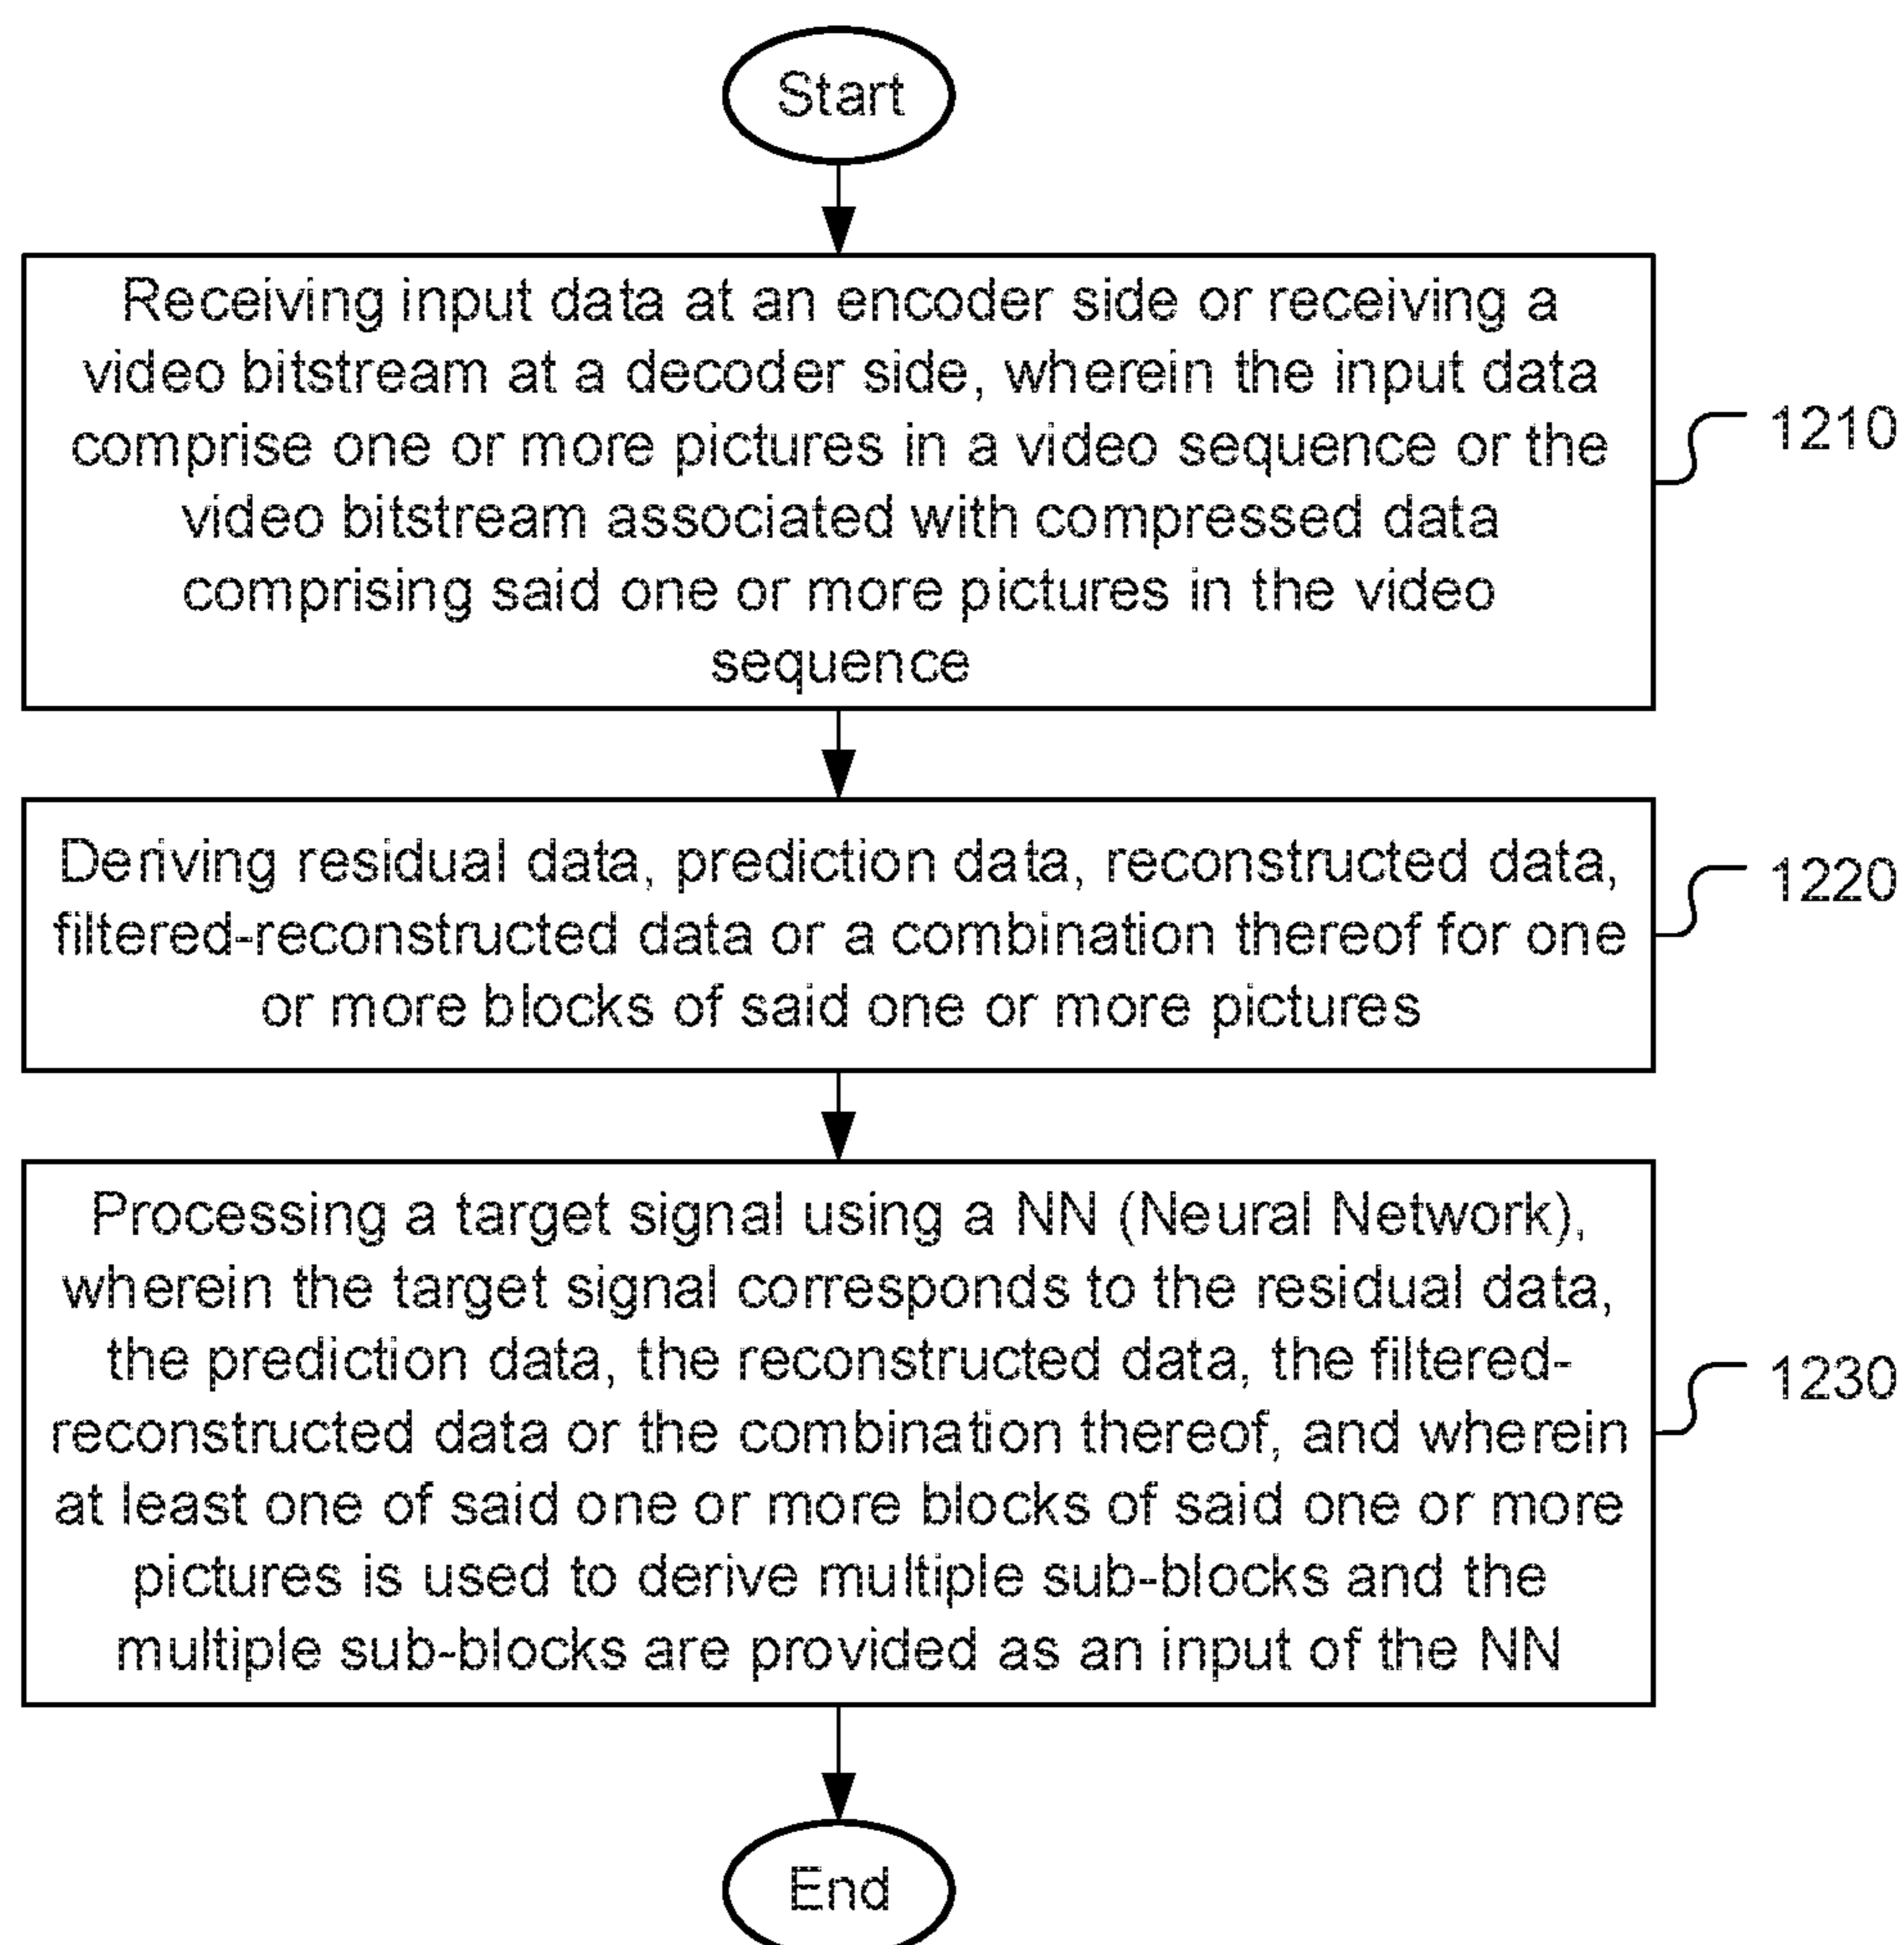 Start
Receiving input data at an encoder side or receiving a
video bitstream at a decoder side, wherein the input data
comprise one or more pictures in a video sequence or the
video bitstream associated with compressed data
comprising said one or more pictures in the video
sequence
1210
Deriving residual data, prediction data, reconstructed data,
filtered-reconstructed data or a combination thereof for one
or more blocks of said one or more pictures
1220
Processing a target signal using a NN (Neural Network),
wherein the target signal corresponds to the residual data,
the prediction data, the reconstructed data, the filtered-
reconstructed data or the combination thereof, and wherein
at least one of said one or more blocks of said one or more
pictures is used to derive multiple sub-blocks and the
multiple sub-blocks are provided as an input of the NN
1230
End